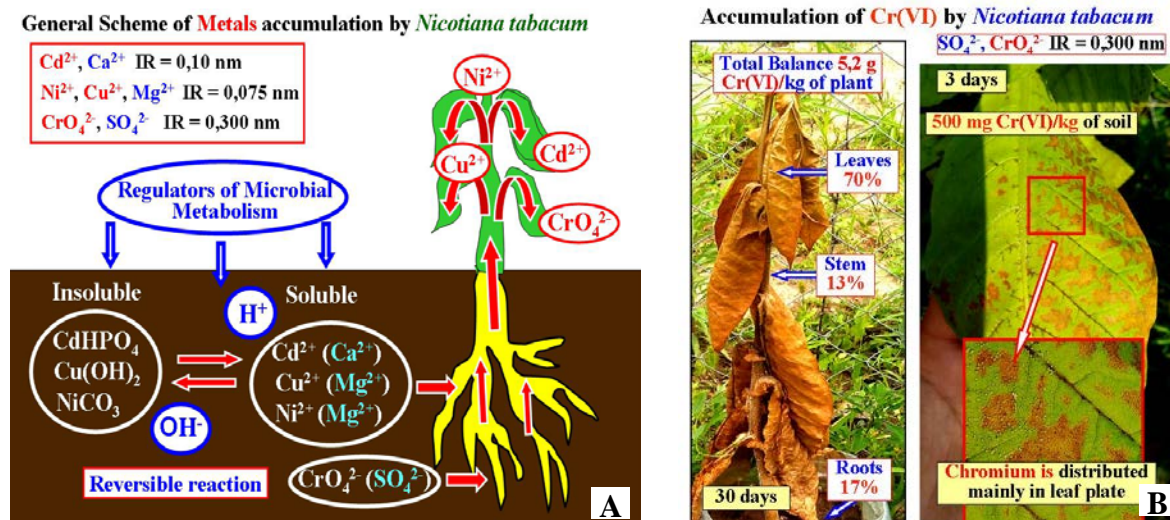 General Scheme of Metals accumulation by Nicotiana tabacum
Cd²⁺, Ca²⁺ IR = 0,10 nm
Ni²⁺, Cu²⁺, Mg²⁺ IR = 0,075 nm
CrO₄²⁻, SO₄²⁻ IR = 0,300 nm
Regulators of Microbial
Metabolism
Ni²⁺
Cu²⁺
Cd²⁺
CrO₄²⁻
Insoluble
CdHPO₄
Cu(OH)₂
NiCO₃
H⁺
OH⁻
Soluble
Cd²⁺ (Ca²⁺)
Cu²⁺ (Mg²⁺)
Ni²⁺ (Mg²⁺)
Reversible reaction
CrO₄²⁻ (SO₄²⁻)
A
Accumulation of Cr(VI) by Nicotiana tabacum
SO₄²⁻, CrO₄²⁻ IR = 0,300 nm
Total Balance 5,2 g
Cr(VI)/kg of plant
Leaves
70%
Stem
13%
Roots
17%
30 days
3 days
500 mg Cr(VI)/kg of soil
Chromium is distributed
mainly in leaf plate
B